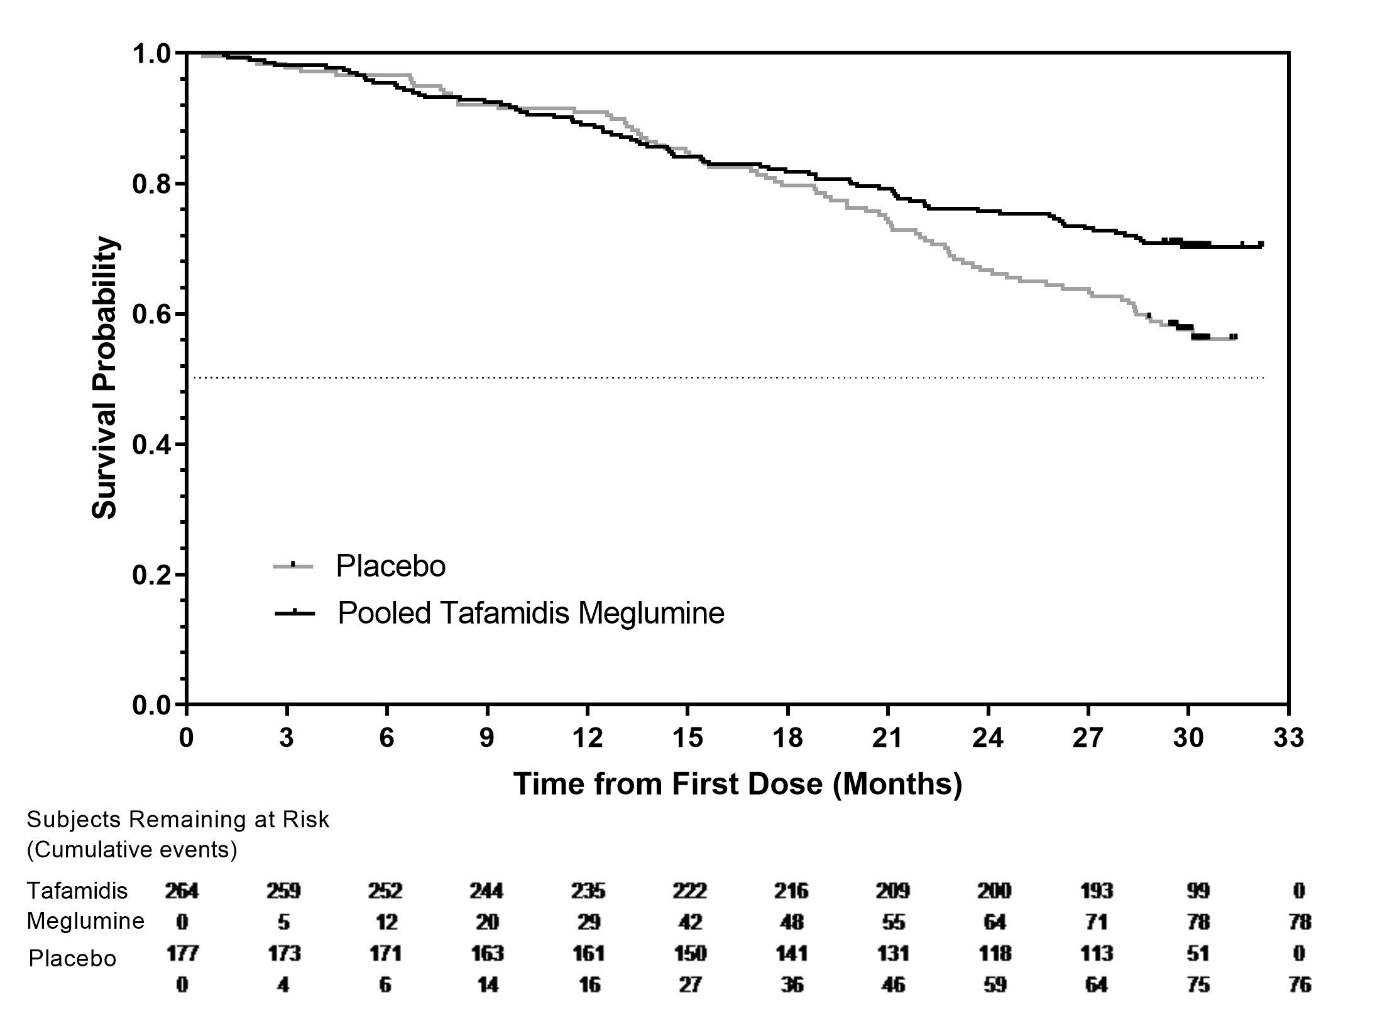 1.0
0.8
0.6
0.4
0.2
0.0
Survival Probability
Placebo
Pooled Tafamidis Meglumine
0 3 6 9 12 15 18 21 24 27 30 33
Time from First Dose (Months)
Subjects Remaining at Risk
(Cumulative events)
Tafamidis 264 259 252 244 235 222 216 209 200 193 99 0
Meglumine 0 5 12 20 29 42 48 55 64 71 78 78
Placebo 177 173 171 163 161 150 141 131 118 113 51 0
0 4 6 14 16 27 36 46 59 64 75 76